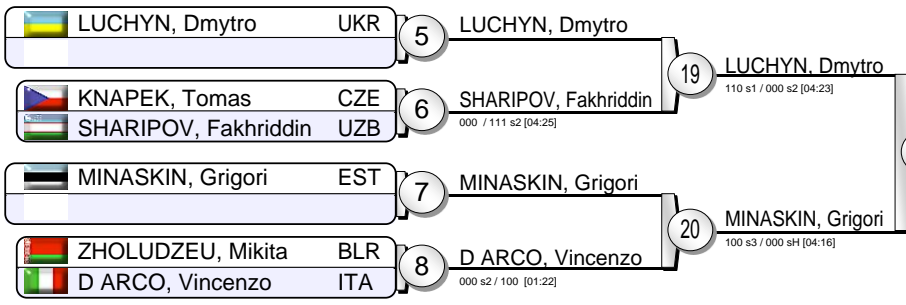 LUCHYN, Dmytro UKR
5
LUCHYN, Dmytro
KNAPEK, Tomas CZE
SHARIPOV, Fakhriddin UZB
6
SHARIPOV, Fakhriddin
000 / 111 s2 [04:25]
19
LUCHYN, Dmytro
110 s1 / 000 s2 [04:23]
MINASKIN, Grigori EST
7
MINASKIN, Grigori
ZHOLUDZEU, Mikita BLR
D ARCO, Vincenzo ITA
8
D ARCO, Vincenzo
000 s2 / 100 [01:22]
20
MINASKIN, Grigori
100 s3 / 000 sH [04:16]